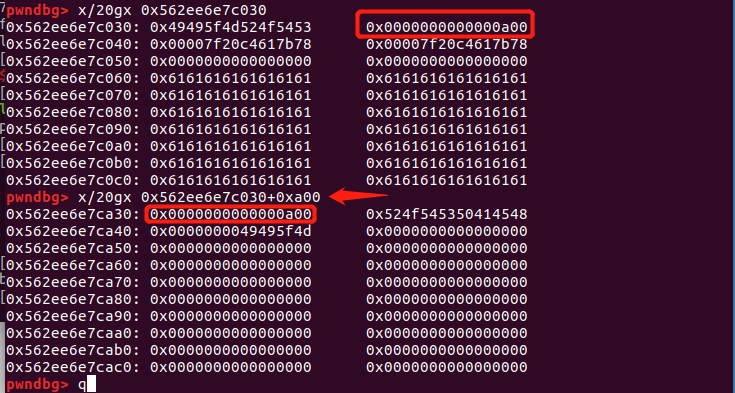 pwndbg> x/20gx 0x562ee6e7c030
0x562ee6e7c030: 0x49495f4d524f5453 0x0000000000000a00
0x562ee6e7c040: 0x00007f20c4617b78 0x00007f20c4617b78
0x562ee6e7c050: 0x0000000000000000 0x0000000000000000
0x562ee6e7c060: 0x6161616161616161 0x6161616161616161
0x562ee6e7c070: 0x6161616161616161 0x6161616161616161
0x562ee6e7c080: 0x6161616161616161 0x6161616161616161
0x562ee6e7c090: 0x6161616161616161 0x6161616161616161
0x562ee6e7c0a0: 0x6161616161616161 0x6161616161616161
0x562ee6e7c0b0: 0x6161616161616161 0x6161616161616161
0x562ee6e7c0c0: 0x6161616161616161 0x6161616161616161
pwndbg> x/20gx 0x562ee6e7c030+0xa00
0x562ee6e7ca30: 0x0000000000000a00 0x524f545350414548
0x562ee6e7ca40: 0x0000000049495f4d 0x0000000000000000
0x562ee6e7ca50: 0x0000000000000000 0x0000000000000000
0x562ee6e7ca60: 0x0000000000000000 0x0000000000000000
0x562ee6e7ca70: 0x0000000000000000 0x0000000000000000
0x562ee6e7ca80: 0x0000000000000000 0x0000000000000000
0x562ee6e7ca90: 0x0000000000000000 0x0000000000000000
0x562ee6e7caa0: 0x0000000000000000 0x0000000000000000
0x562ee6e7cab0: 0x0000000000000000 0x0000000000000000
0x562ee6e7cac0: 0x0000000000000000 0x0000000000000000
pwndbg> q